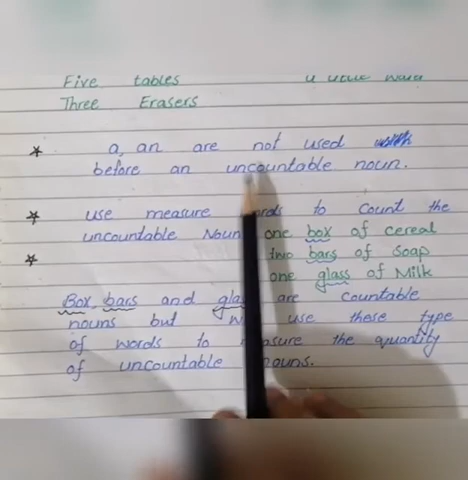 Five tables
Three Erasers
a, an are not used
before an uncountable noun.
use measure to count the
uncountable Noun one box of cereal
two bars of Soap
one glass of Milk
Box bars and are countable
nouns but use these type
of words to the quantity
of uncountable